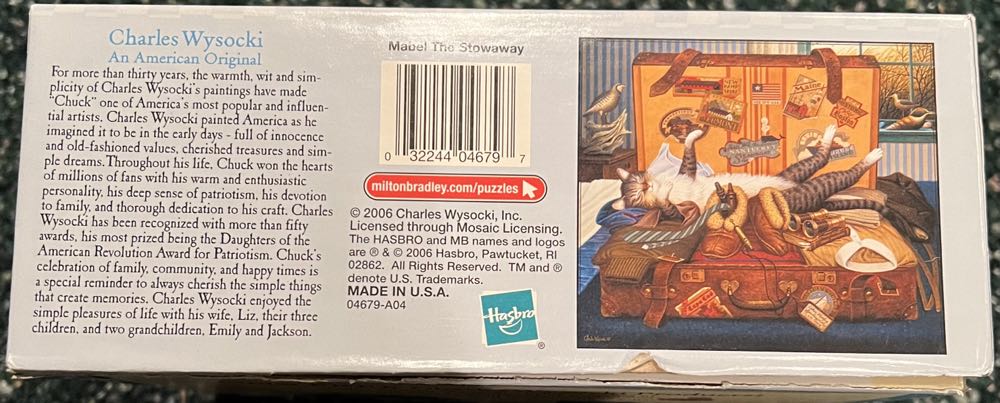 Charles Wysocki
An American Original
For more than thirty years, the warmth, wit and sim-
plicity of Charles Wysocki's paintings have made
"Chuck" one of America's most popular and influen-
tial artists. Charles Wysocki painted America as he
imagined it to be in the early days - full of innocence
and old-fashioned values, cherished treasures and sim-
ple dreams. Throughout his life, Chuck won the hearts
of millions of fans with his warm and enthusiastic
personality, his deep sense of patriotism, his devotion
to family, and thorough dedication to his craft. Charles
Wysocki has been recognized with more than fifty
awards, his most prized being the Daughters of the
American Revolution Award for Patriotism. Chuck's
celebration of family, community, and happy times is
a special reminder to always cherish the simple things
that create memories. Charles Wysocki enjoyed the
simple pleasures of life with his wife, Liz, their three
children, and two grandchildren, Emily and Jackson.
Mabel The Stowaway
0 32244 04679 7
miltonbradley.com/puzzles
© 2006 Charles Wysocki, Inc.
Licensed through Mosaic Licensing.
The HASBRO and MB names and logos
are ® & © 2006 Hasbro, Pawtucket, RI
02862. All Rights Reserved. TM and ®
denote U.S. Trademarks.
MADE IN U.S.A.
04679-A04
Hasbro
®
Maine
VERMONT
NANTUCKET